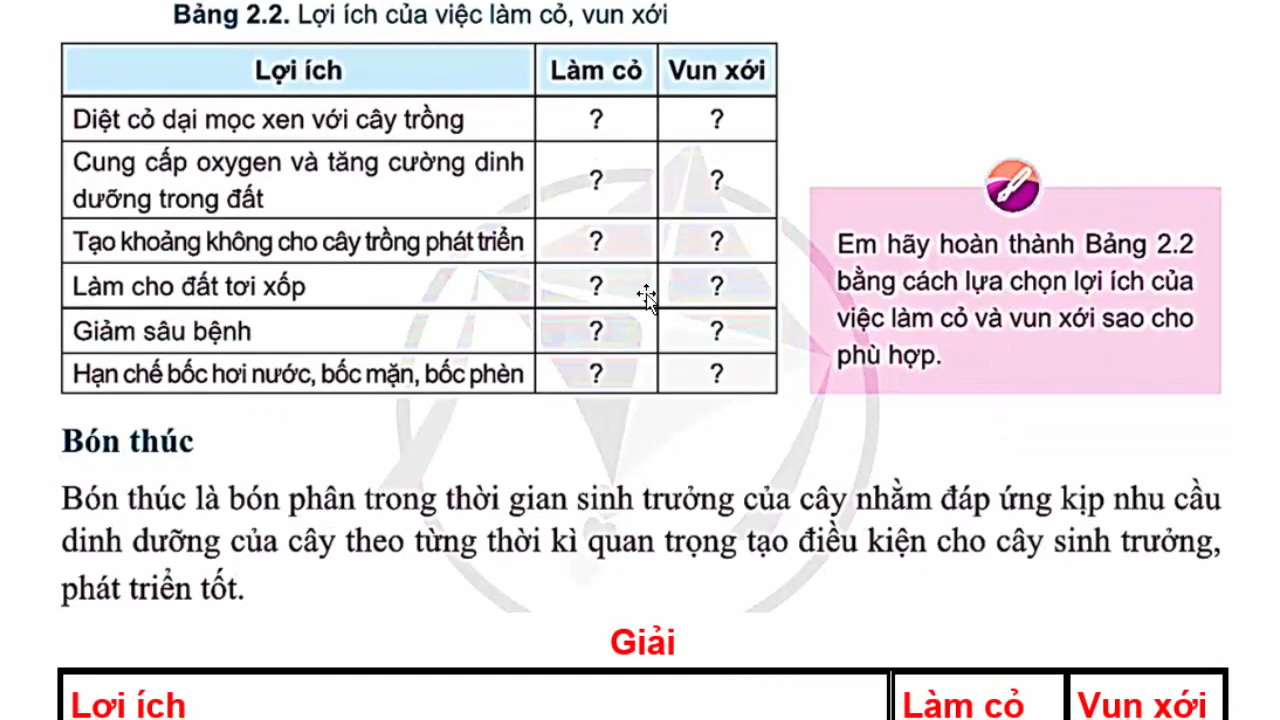 Bảng 2.2. Lợi ích của việc làm cỏ, vun xới
Lợi ích Làm cỏ Vun xới
Diệt cỏ dại mọc xen với cây trồng ? ?
Cung cấp oxygen và tăng cường dinh
dưỡng trong đất ? ?
Tạo khoảng không cho cây trồng phát triển ? ?
Làm cho đất tơi xốp ? ?
Giảm sâu bệnh ? ?
Hạn chế bốc hơi nước, bốc mặn, bốc phèn ? ?
Em hãy hoàn thành Bảng 2.2
bằng cách lựa chọn lợi ích của
việc làm cỏ và vun xới sao cho
phù hợp.
Bón thúc
Bón thúc là bón phân trong thời gian sinh trưởng của cây nhằm đáp ứng kịp nhu cầu
dinh dưỡng của cây theo từng thời kì quan trọng tạo điều kiện cho cây sinh trưởng,
phát triển tốt.
Giải
Lợi ích Làm cỏ Vun xới